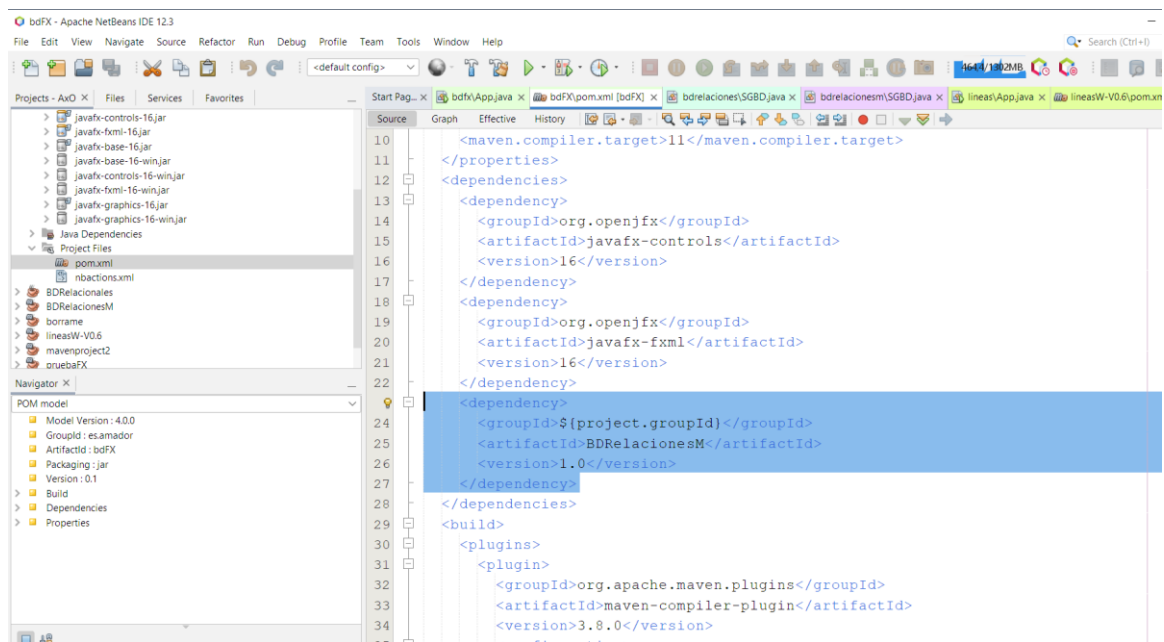 bdFX - Apache NetBeans IDE 12.3
File Edit View Navigate Source Refactor Run Debug Profile Team Tools Window Help
Search (Ctrl+I)
<default config>
Projects - AxO Files Services Favorites
Start Pag... bdfx\App.java bdFX\pom.xml [bdFX] bdrelaciones\SGBD.java bdrelacionesm\SGBD.java lineas\App.java lineasW-V0.6\pom.xm
Source Graph Effective History
javafx-controls-16.jar
javafx-fxml-16.jar
javafx-base-16.jar
javafx-base-16-win.jar
javafx-controls-16-win.jar
javafx-fxml-16-win.jar
javafx-graphics-16.jar
javafx-graphics-16-win.jar
Java Dependencies
Project Files
pom.xml
nbactions.xml
BDRelacionales
BDRelacionesM
borrame
lineasW-V0.6
mavenproject2
pruebaFX
Navigator
POM model
Model Version : 4.0.0
GroupId : es.amador
ArtifactId : bdFX
Packaging : jar
Version : 0.1
Build
Dependencies
Properties
10 <maven.compiler.target>11</maven.compiler.target>
11 </properties>
12 <dependencies>
13 <dependency>
14 <groupId>org.openjfx</groupId>
15 <artifactId>javafx-controls</artifactId>
16 <version>16</version>
17 </dependency>
18 <dependency>
19 <groupId>org.openjfx</groupId>
20 <artifactId>javafx-fxml</artifactId>
21 <version>16</version>
22 </dependency>
<dependency>
24 <groupId>${project.groupId}</groupId>
25 <artifactId>BDRelacionesM</artifactId>
26 <version>1.0</version>
27 </dependency>
28 </dependencies>
29 <build>
30 <plugins>
31 <plugin>
32 <groupId>org.apache.maven.plugins</groupId>
33 <artifactId>maven-compiler-plugin</artifactId>
34 <version>3.8.0</version>